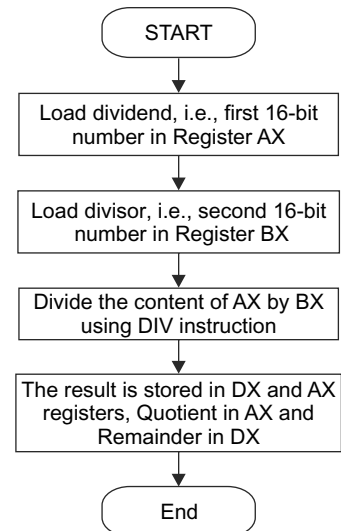 START
Load dividend, i.e., first 16-bit
number in Register AX
Load divisor, i.e., second 16-bit
number in Register BX
Divide the content of AX by BX
using DIV instruction
The result is stored in DX and AX
registers, Quotient in AX and
Remainder in DX
End